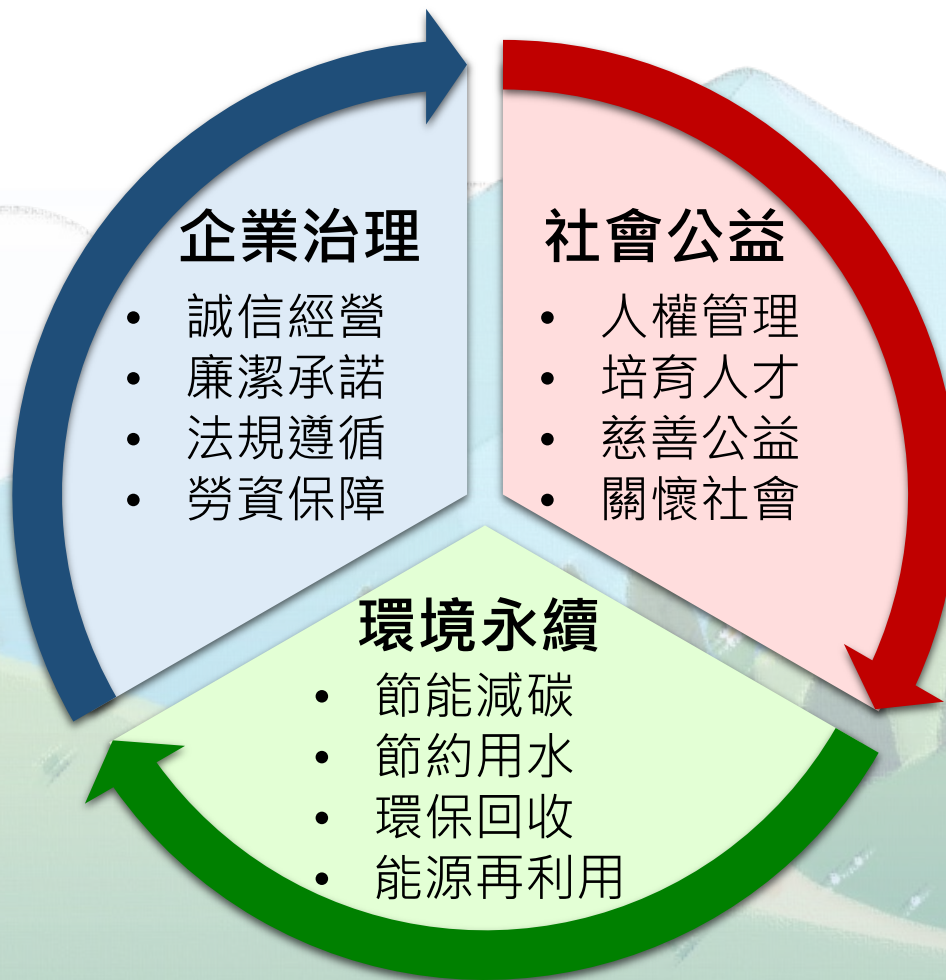 企業治理
• 誠信經營
• 廉潔承諾
• 法規遵循
• 勞資保障
社會公益
• 人權管理
• 培育人才
• 慈善公益
• 關懷社會
環境永續
• 節能減碳
• 節約用水
• 環保回收
• 能源再利用